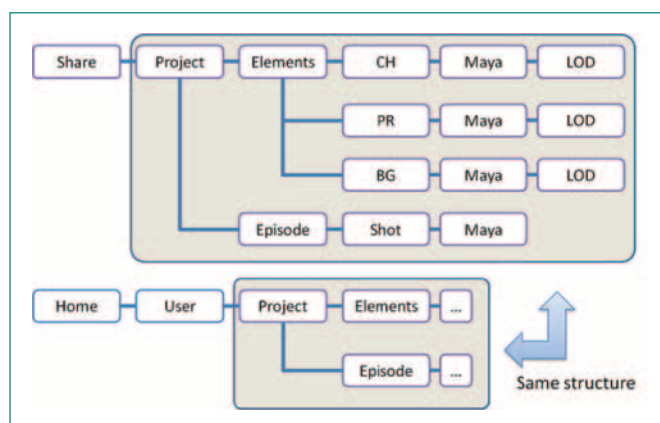 Share Project Elements CH Maya LOD
PR Maya LOD
BG Maya LOD
Episode Shot Maya
Home User Project Elements ...
Episode ...
Same structure